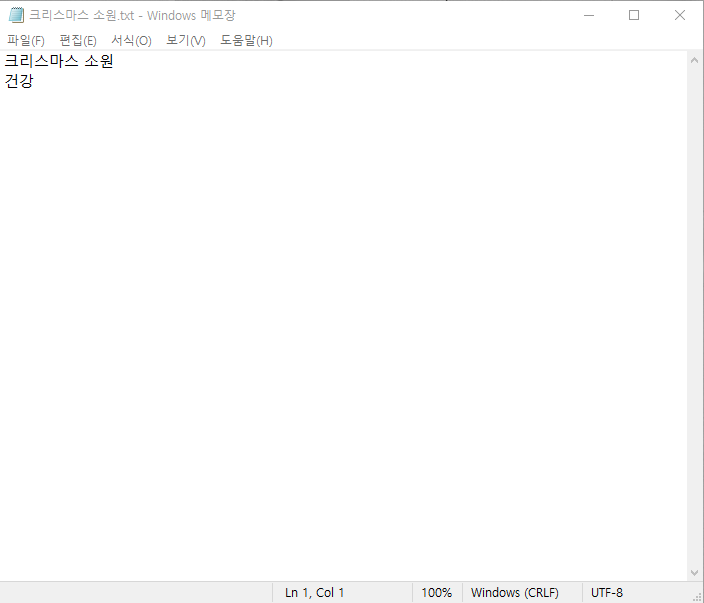 크리스마스 소원.txt - Windows 메모장
파일(F) 편집(E) 서식(O) 보기(V) 도움말(H)
크리스마스 소원
건강
Ln 1, Col 1 100% Windows (CRLF) UTF-8